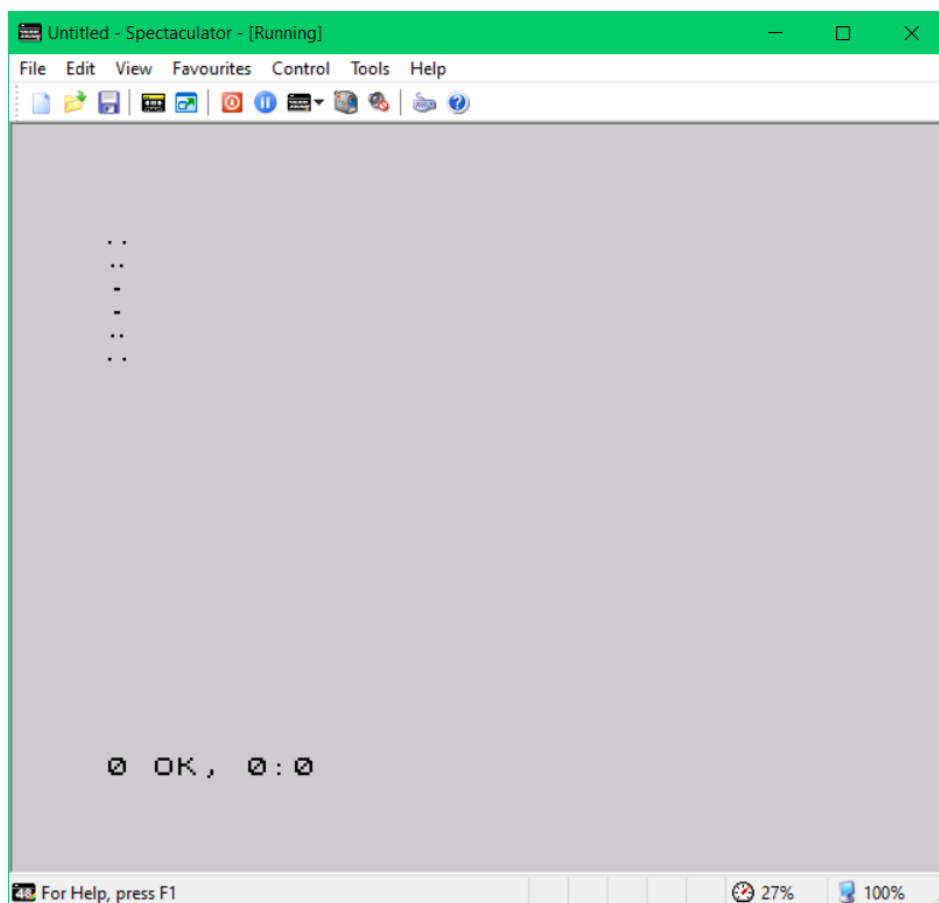 Untitled - Spectaculator - [Running]
File Edit View Favourites Control Tools Help
. .
..
-
-
..
. .
0 OK, 0:0
48 For Help, press F1 27% 100%